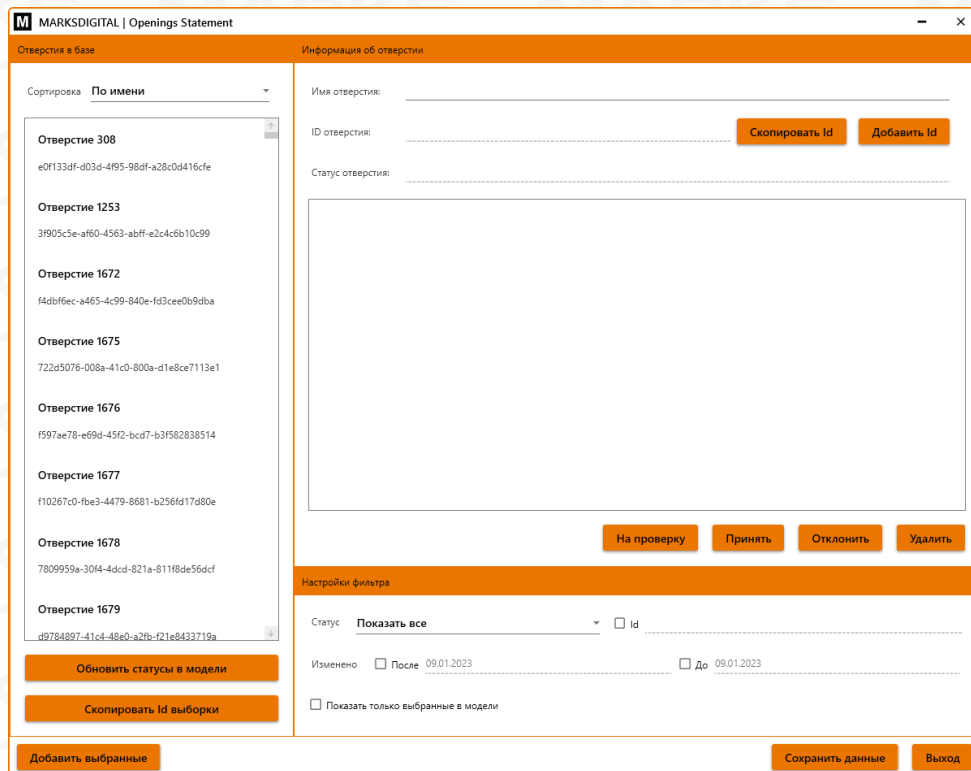 M MARKSDIGITAL | Openings Statement
Отверстия в базе
Сортировка По имени
Отверстие 308
e0f133df-d03d-4f95-98df-a28c0d416cfe
Отверстие 1253
3f905c5e-af60-4563-abff-e2c4c6b10c99
Отверстие 1672
f4dbf6ec-a465-4c99-840e-fd3cee0b9dba
Отверстие 1675
722d5076-008a-41c0-800a-d1e8ce7113e1
Отверстие 1676
f597ae78-e69d-45f2-bcd7-b3f582838514
Отверстие 1677
f10267c0-fbe3-4479-8681-b256fd17d80e
Отверстие 1678
7809959a-30f4-4dcd-821a-811f8de56dcf
Отверстие 1679
d9784897-41c4-48e0-a2fb-f21e8433719a
Обновить статусы в модели
Скопировать Id выборки
Информация об отверстии
Имя отверстия:
ID отверстия: Скопировать Id Добавить Id
Статус отверстия:
На проверку Принять Отклонить Удалить
Настройки фильтра
Статус Показать все Id
Изменено После 09.01.2023 До 09.01.2023
Показать только выбранные в модели
Добавить выбранные Сохранить данные Выход